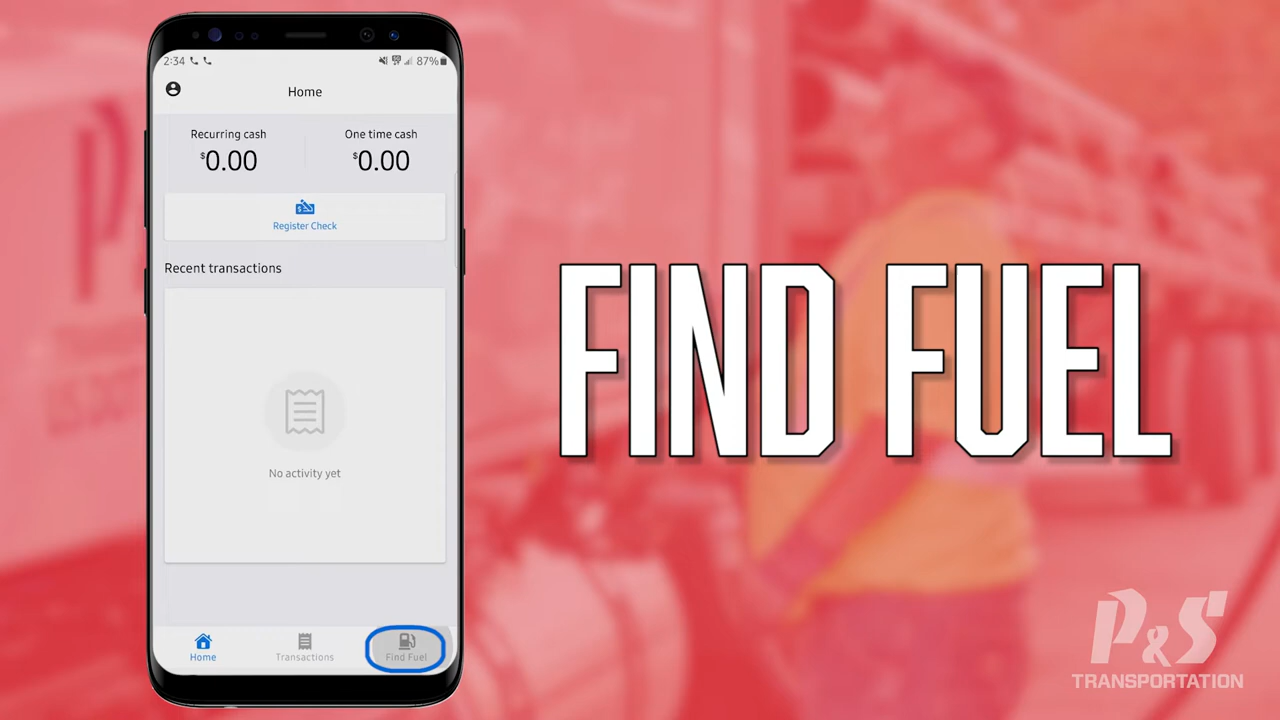 2:34
87%
Home
Recurring cash
One time cash
$0.00
$0.00
Register Check
Recent transactions
No activity yet
Home
Transactions
Find Fuel
FIND FUEL
P&S
TRANSPORTATION